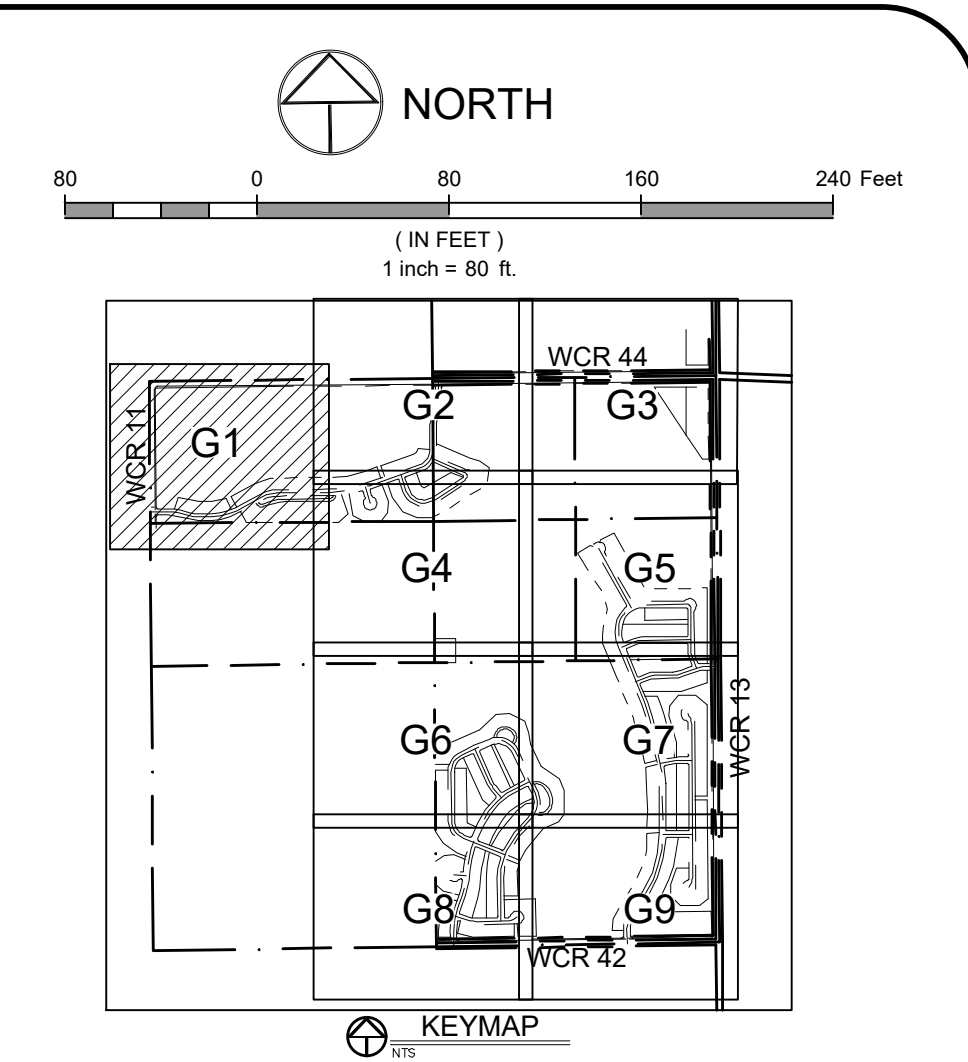 NORTH
80 0 80 160 240 Feet
( IN FEET )
1 inch = 80 ft.
WCR 44
G2 G3
WCR 11
G1
G4 G5
WCR 13
G6 G7
G8 G9
WCR 42
KEYMAP
NTS